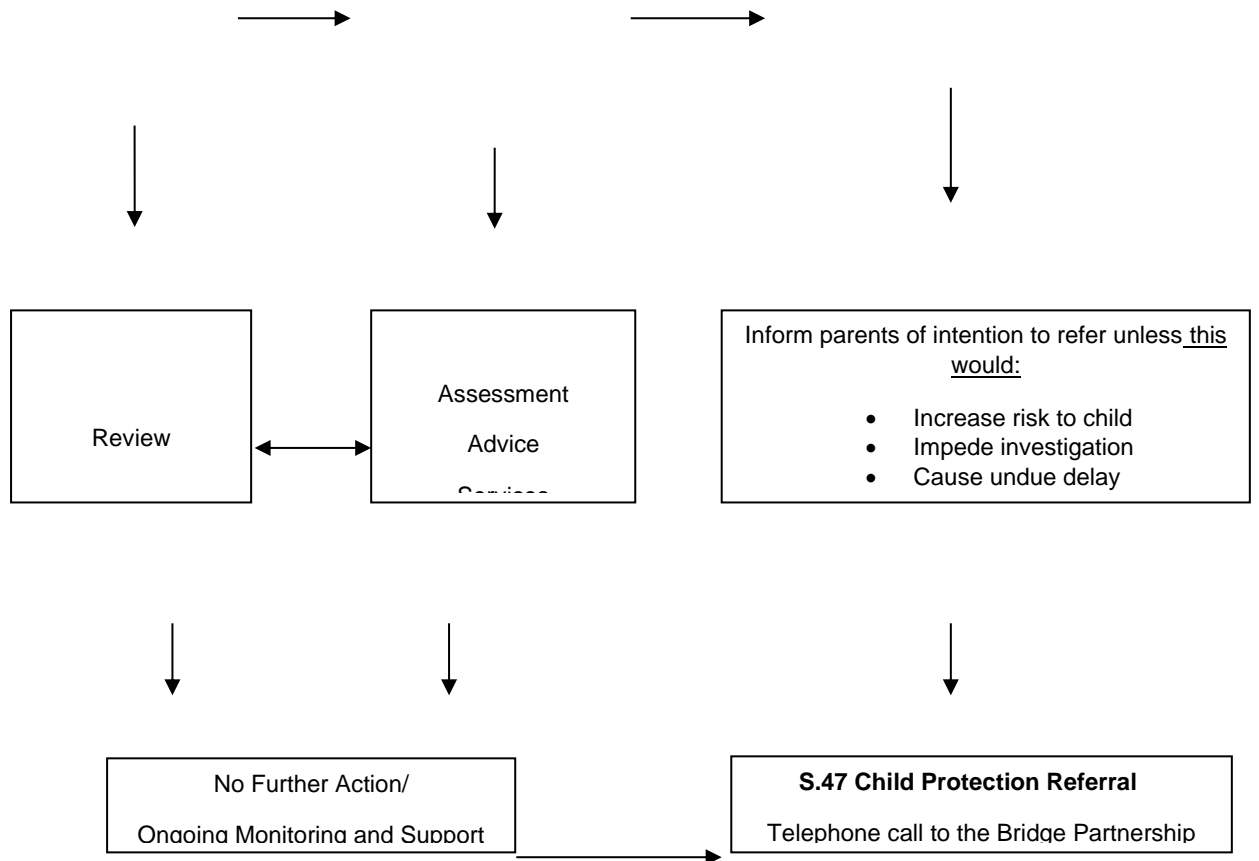 Review
Assessment
Advice
Services
Inform parents of intention to refer unless this
would:
• Increase risk to child
• Impede investigation
• Cause undue delay
No Further Action/
Ongoing Monitoring and Support
S.47 Child Protection Referral
Telephone call to the Bridge Partnership